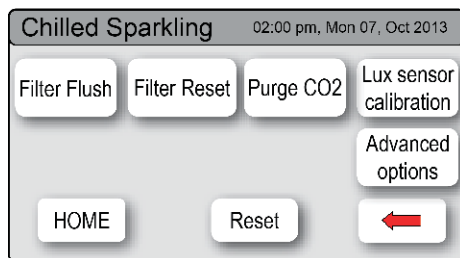 Chilled Sparkling 02:00 pm, Mon 07, Oct 2013
Filter Flush Filter Reset Purge CO2 Lux sensor
calibration
Advanced
options
HOME Reset